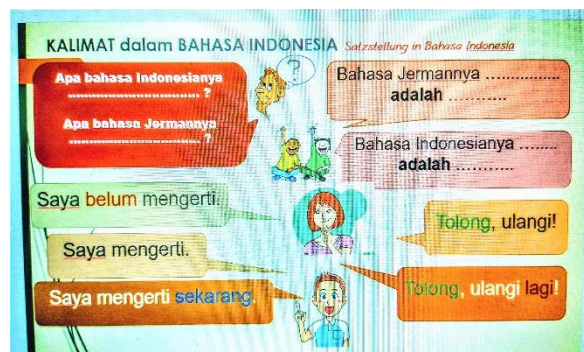 KALIMAT dalam BAHASA INDONESIA Satzstellung in Bahasa Indonesia
Apa bahasa Indonesianya
................................ ?
Apa bahasa Jermannya
................................ ?
?
Bahasa Jermannya ................
adalah ............
Bahasa Indonesianya ........
adalah ............
Saya belum mengerti.
Tolong, ulangi!
Saya mengerti.
Saya mengerti sekarang.
Tolong, ulangi lagi!